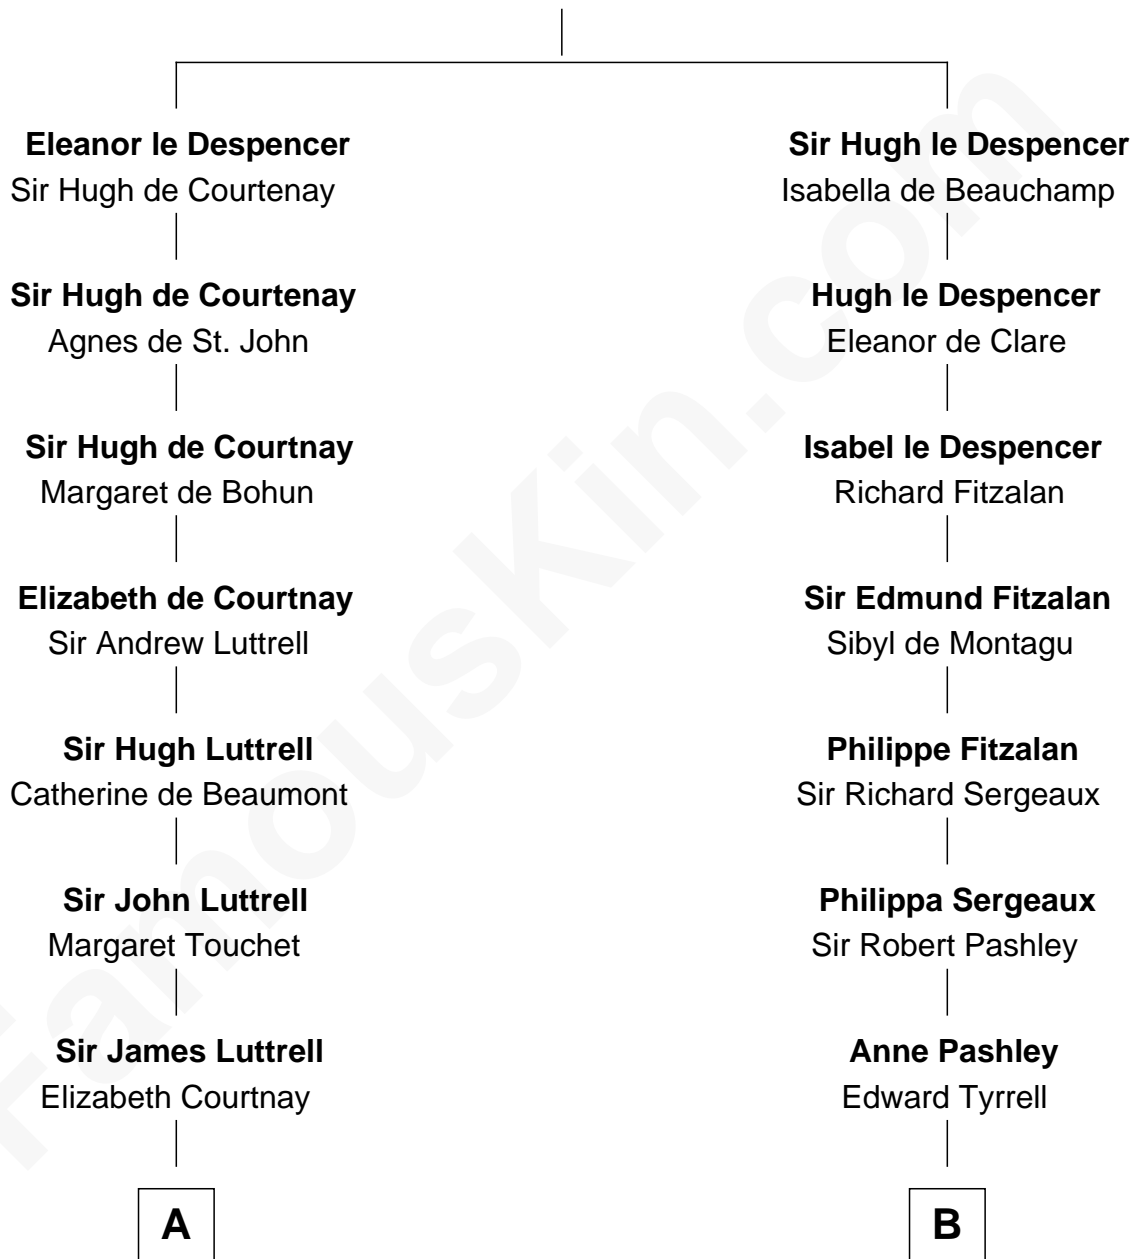 Eleanor le Despencer
Sir Hugh de Courtenay
Sir Hugh de Courtenay
Agnes de St. John
Sir Hugh de Courtnay
Margaret de Bohun
Elizabeth de Courtnay
Sir Andrew Luttrell
Sir Hugh Luttrell
Catherine de Beaumont
Sir John Luttrell
Margaret Touchet
Sir James Luttrell
Elizabeth Courtnay
A
Sir Hugh le Despencer
Isabella de Beauchamp
Hugh le Despencer
Eleanor de Clare
Isabel le Despencer
Richard Fitzalan
Sir Edmund Fitzalan
Sibyl de Montagu
Philippe Fitzalan
Sir Richard Sergeaux
Philippa Sergeaux
Sir Robert Pashley
Anne Pashley
Edward Tyrrell
B
FamousKin.com